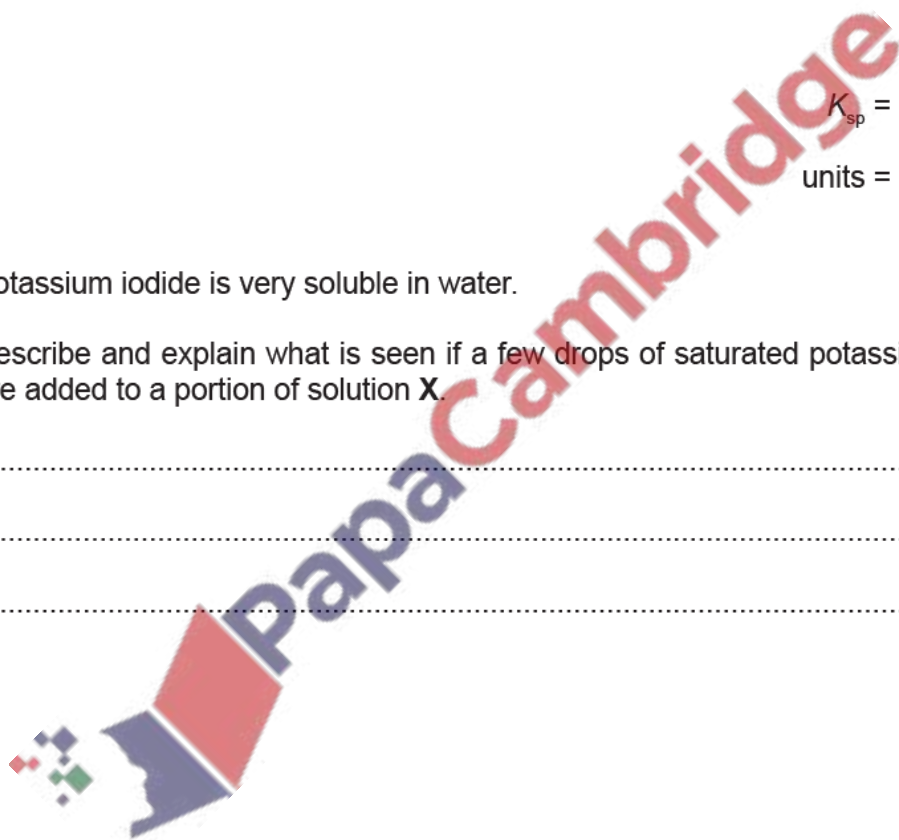 Ksp =
units =
otassium iodide is very soluble in water.
escribe and explain what is seen if a few drops of saturated potassi
e added to a portion of solution X.
PapaCambridge